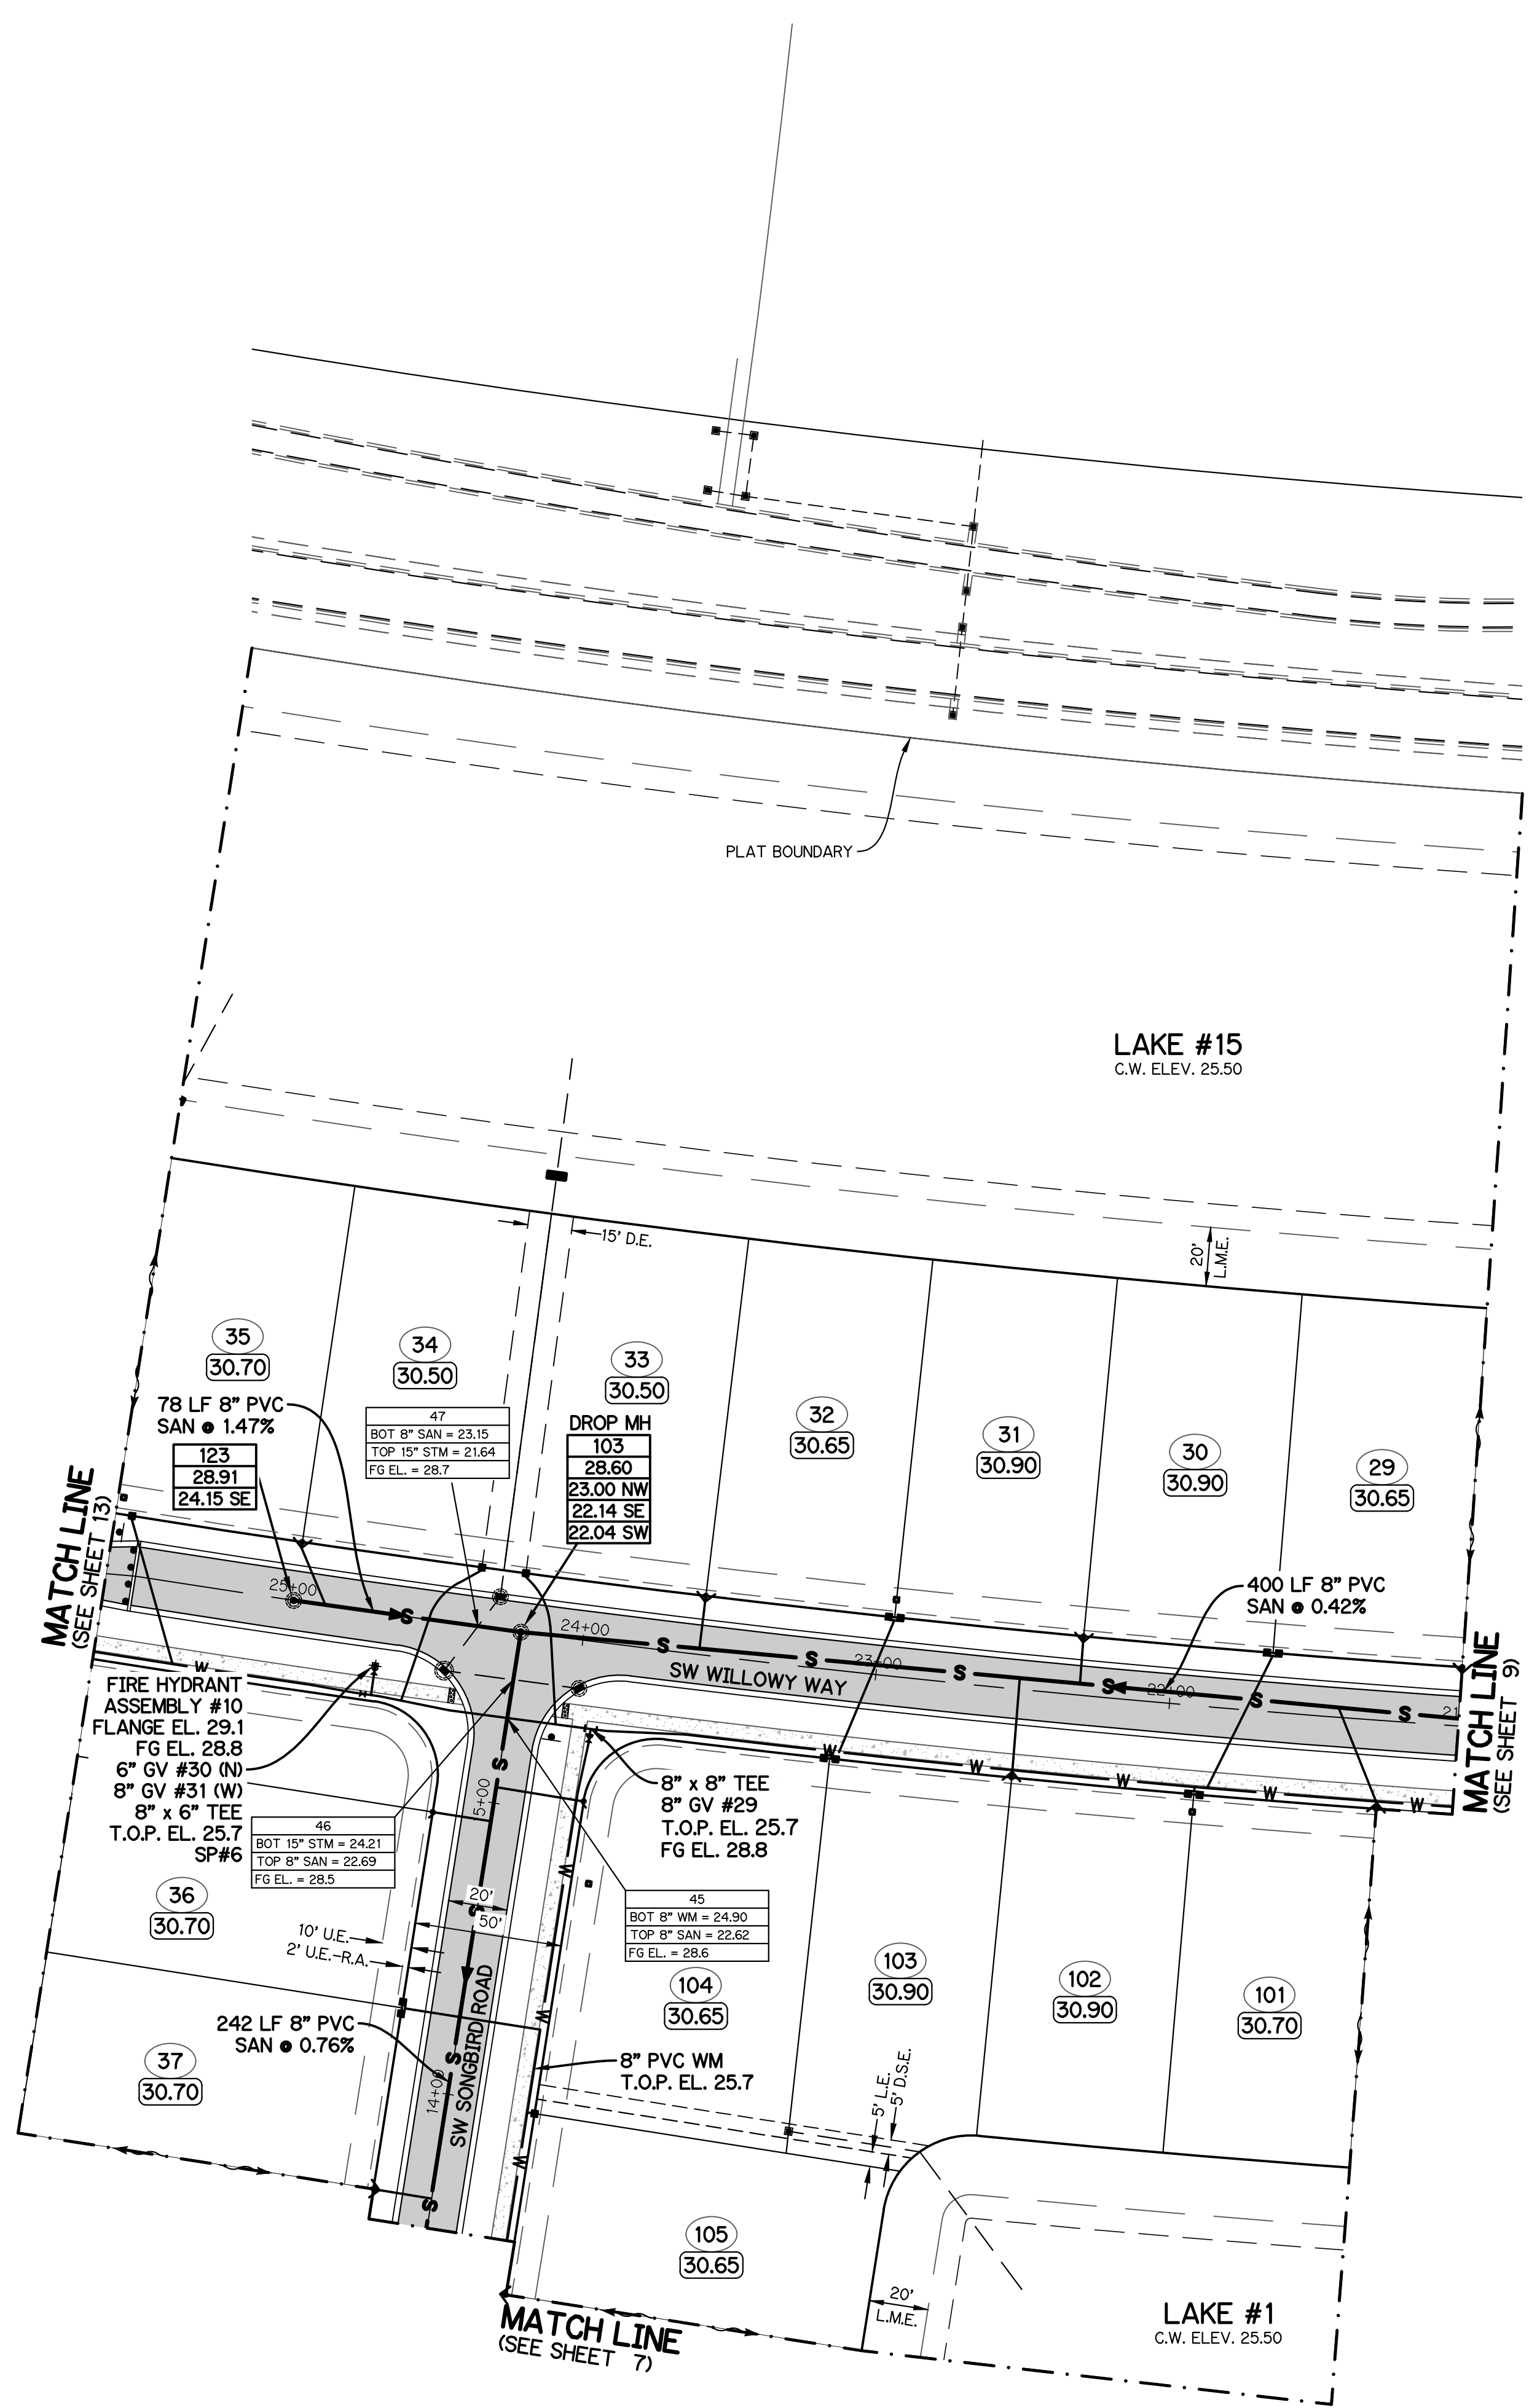 PLAT BOUNDARY
LAKE #15
C.W. ELEV. 25.50
15' D.E.
20'
L.M.E.
35
30.70
34
30.50
33
30.50
32
30.65
31
30.90
30
30.90
29
30.65
78 LF 8" PVC
SAN @ 1.47%
123
28.91
24.15 SE
47
BOT 8" SAN = 23.15
TOP 15" STM = 21.64
FG EL. = 28.7
DROP MH
103
28.60
23.00 NW
22.14 SE
22.04 SW
400 LF 8" PVC
SAN @ 0.42%
MATCH LINE
(SEE SHEET 13)
25+00
24+00
23+00
22+00
21
S
S
S
S
S
S
S
SW WILLOWY WAY
MATCH LINE
(SEE SHEET 9)
W
W
W
W
W
W
FIRE HYDRANT
ASSEMBLY #10
FLANGE EL. 29.1
FG EL. 28.8
6" GV #30 (N)
8" GV #31 (W)
8" x 6" TEE
T.O.P. EL. 25.7
SP#6
8" x 8" TEE
8" GV #29
T.O.P. EL. 25.7
FG EL. 28.8
46
BOT 15" STM = 24.21
TOP 8" SAN = 22.69
FG EL. = 28.5
45
BOT 8" WM = 24.90
TOP 8" SAN = 22.62
FG EL. = 28.6
S
5+00
S
20'
50'
W
36
30.70
10' U.E.
2' U.E.-R.A.
104
30.65
103
30.90
102
30.90
101
30.70
242 LF 8" PVC
SAN @ 0.76%
W
S
14+00
SW SONGBIRD ROAD
8" PVC WM
T.O.P. EL. 25.7
5' L.E.
5' D.S.E.
37
30.70
W
S
105
30.65
20'
L.M.E.
LAKE #1
C.W. ELEV. 25.50
MATCH LINE
(SEE SHEET 7)